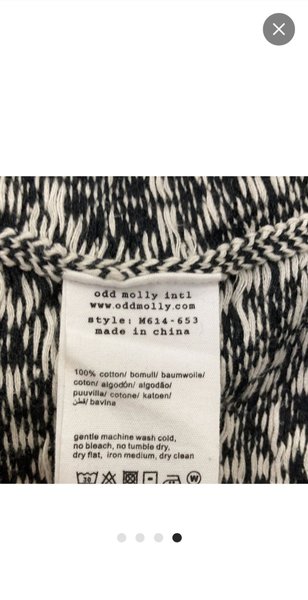 odd molly intl
www.oddmolly.com
style: M614-653
made in china
100% cotton/ bomull/ baumwolle/
coton/ algodón/ algodão/
puuvilla/ cotone/ katoen/
قطن/ bavlna
gentle machine wash cold,
no bleach, no tumble dry,
dry flat, iron medium, dry clean
30
W